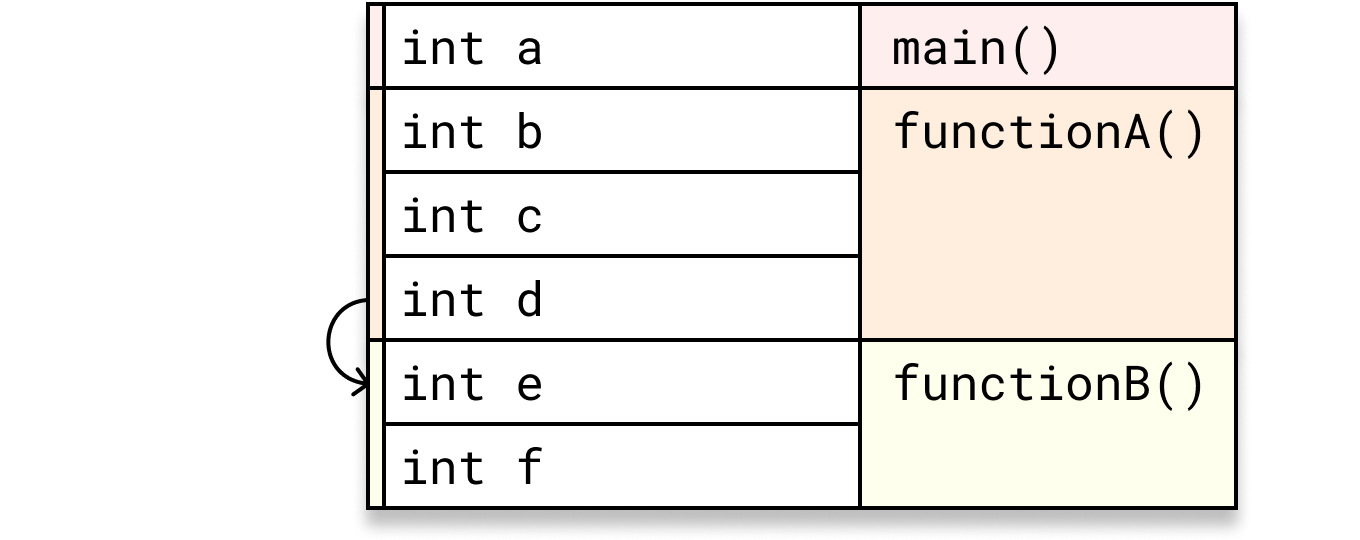 int a main()
int b functionA()
int c
int d
int e functionB()
int f